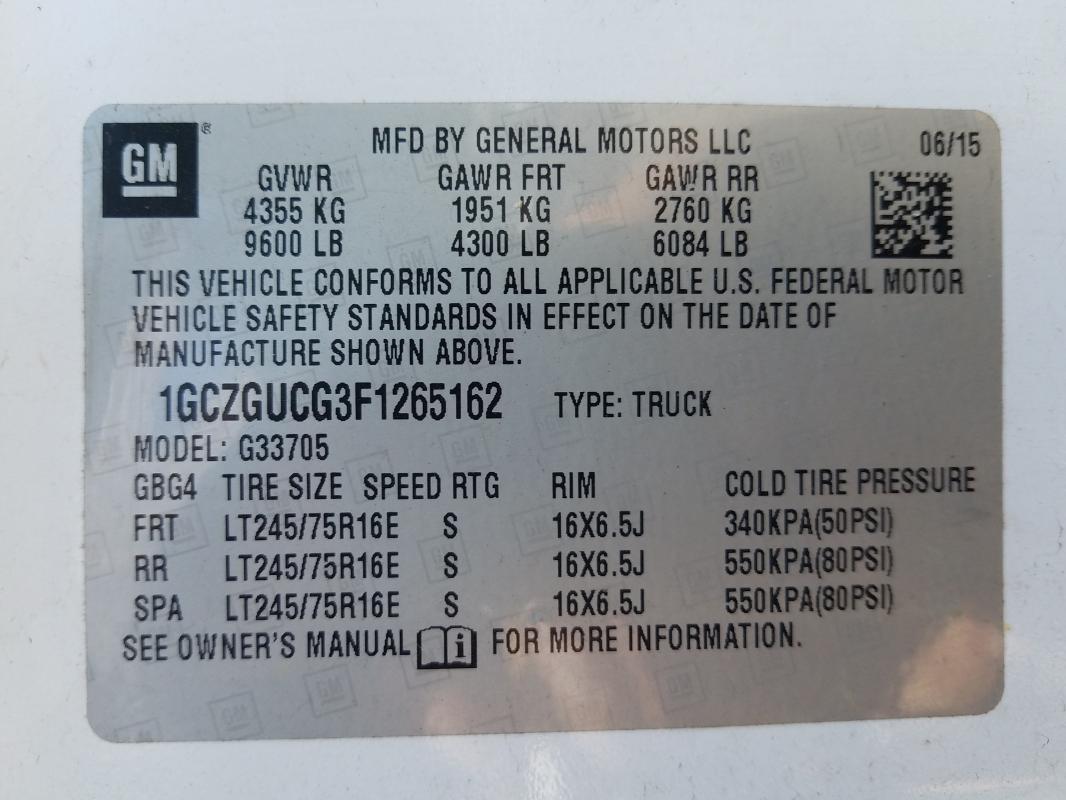 GM ® MFD BY GENERAL MOTORS LLC 06/15
GVWR GAWR FRT GAWR RR
4355 KG 1951 KG 2760 KG
9600 LB 4300 LB 6084 LB
THIS VEHICLE CONFORMS TO ALL APPLICABLE U.S. FEDERAL MOTOR
VEHICLE SAFETY STANDARDS IN EFFECT ON THE DATE OF
MANUFACTURE SHOWN ABOVE.
1GCZGUCG3F1265162 TYPE: TRUCK
MODEL: G33705
GBG4 TIRE SIZE SPEED RTG RIM COLD TIRE PRESSURE
FRT LT245/75R16E S 16X6.5J 340KPA(50PSI)
RR LT245/75R16E S 16X6.5J 550KPA(80PSI)
SPA LT245/75R16E S 16X6.5J 550KPA(80PSI)
SEE OWNER'S MANUAL i FOR MORE INFORMATION.